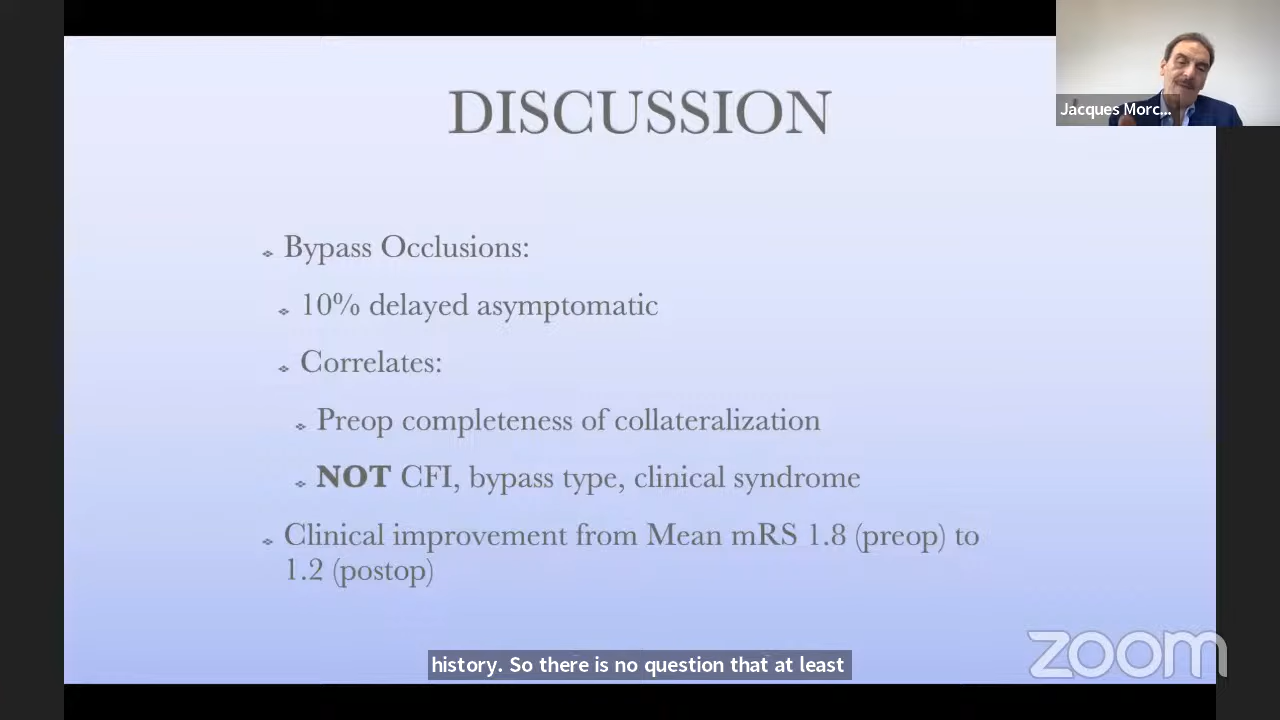 Jacques Morc...
DISCUSSION
Bypass Occlusions:
10% delayed asymptomatic
Correlates:
Preop completeness of collateralization
NOT CFI, bypass type, clinical syndrome
Clinical improvement from Mean mRS 1.8 (preop) to
1.2 (postop)
history. So there is no question that at least
zoom